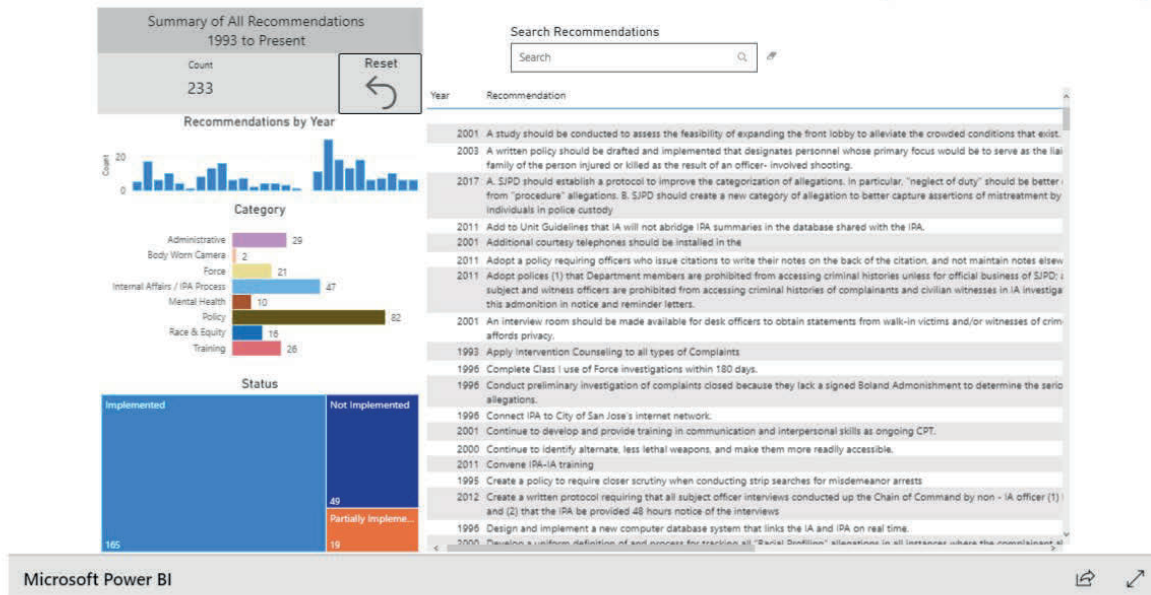 Summary of All Recommendations
1993 to Present
Count
233
Reset
Recommendations by Year
Count
20
0
Category
Administrative 29
Body Worn Camera 2
Force 21
Internal Affairs / IPA Process 47
Mental Health 10
Policy 82
Race & Equity 16
Training 26
Status
Implemented
165
Not Implemented
49
Partially Impleme...
19
Search Recommendations
Search
Year Recommendation
2001 A study should be conducted to assess the feasibility of expanding the front lobby to alleviate the crowded conditions that exist.
2003 A written policy should be drafted and implemented that designates personnel whose primary focus would be to serve as the liai
family of the person injured or killed as the result of an officer- involved shooting.
2017 A. SJPD should establish a protocol to improve the categorization of allegations. In particular, "neglect of duty" should be better
from "procedure" allegations. B. SJPD should create a new category of allegation to better capture assertions of mistreatment by
individuals in police custody
2011 Add to Unit Guidelines that IA will not abridge IPA summaries in the database shared with the IPA.
2001 Additional courtesy telephones should be installed in the
2011 Adopt a policy requiring officers who issue citations to write their notes on the back of the citation, and not maintain notes elsew
2011 Adopt polices (1) that Department members are prohibited from accessing criminal histories unless for official business of SJPD;
subject and witness officers are prohibited from accessing criminal histories of complainants and civilian witnesses in IA investiga
this admonition in notice and reminder letters.
2001 An interview room should be made available for desk officers to obtain statements from walk-in victims and/or witnesses of crim
affords privacy.
1993 Apply Intervention Counseling to all types of Complaints
1996 Complete Class I use of Force investigations within 180 days.
1996 Conduct preliminary investigation of complaints closed because they lack a signed Boland Admonishment to determine the serio
allegations.
1996 Connect IPA to City of San Jose's internet network.
2001 Continue to develop and provide training in communication and interpersonal skills as ongoing CPT.
2000 Continue to identify alternate, less lethal weapons, and make them more readily accessible.
2011 Convene IPA-IA training
1995 Create a policy to require closer scrutiny when conducting strip searches for misdemeanor arrests
2012 Create a written protocol requiring that all subject officer interviews conducted up the Chain of Command by non - IA officer (1)
and (2) that the IPA be provided 48 hours notice of the interviews
1996 Design and implement a new computer database system that links the IA and IPA on real time.
2000 Develop a uniform definition of and process for tracking all "Racial Profiling" allegations in all instances where the complainant
Microsoft Power BI